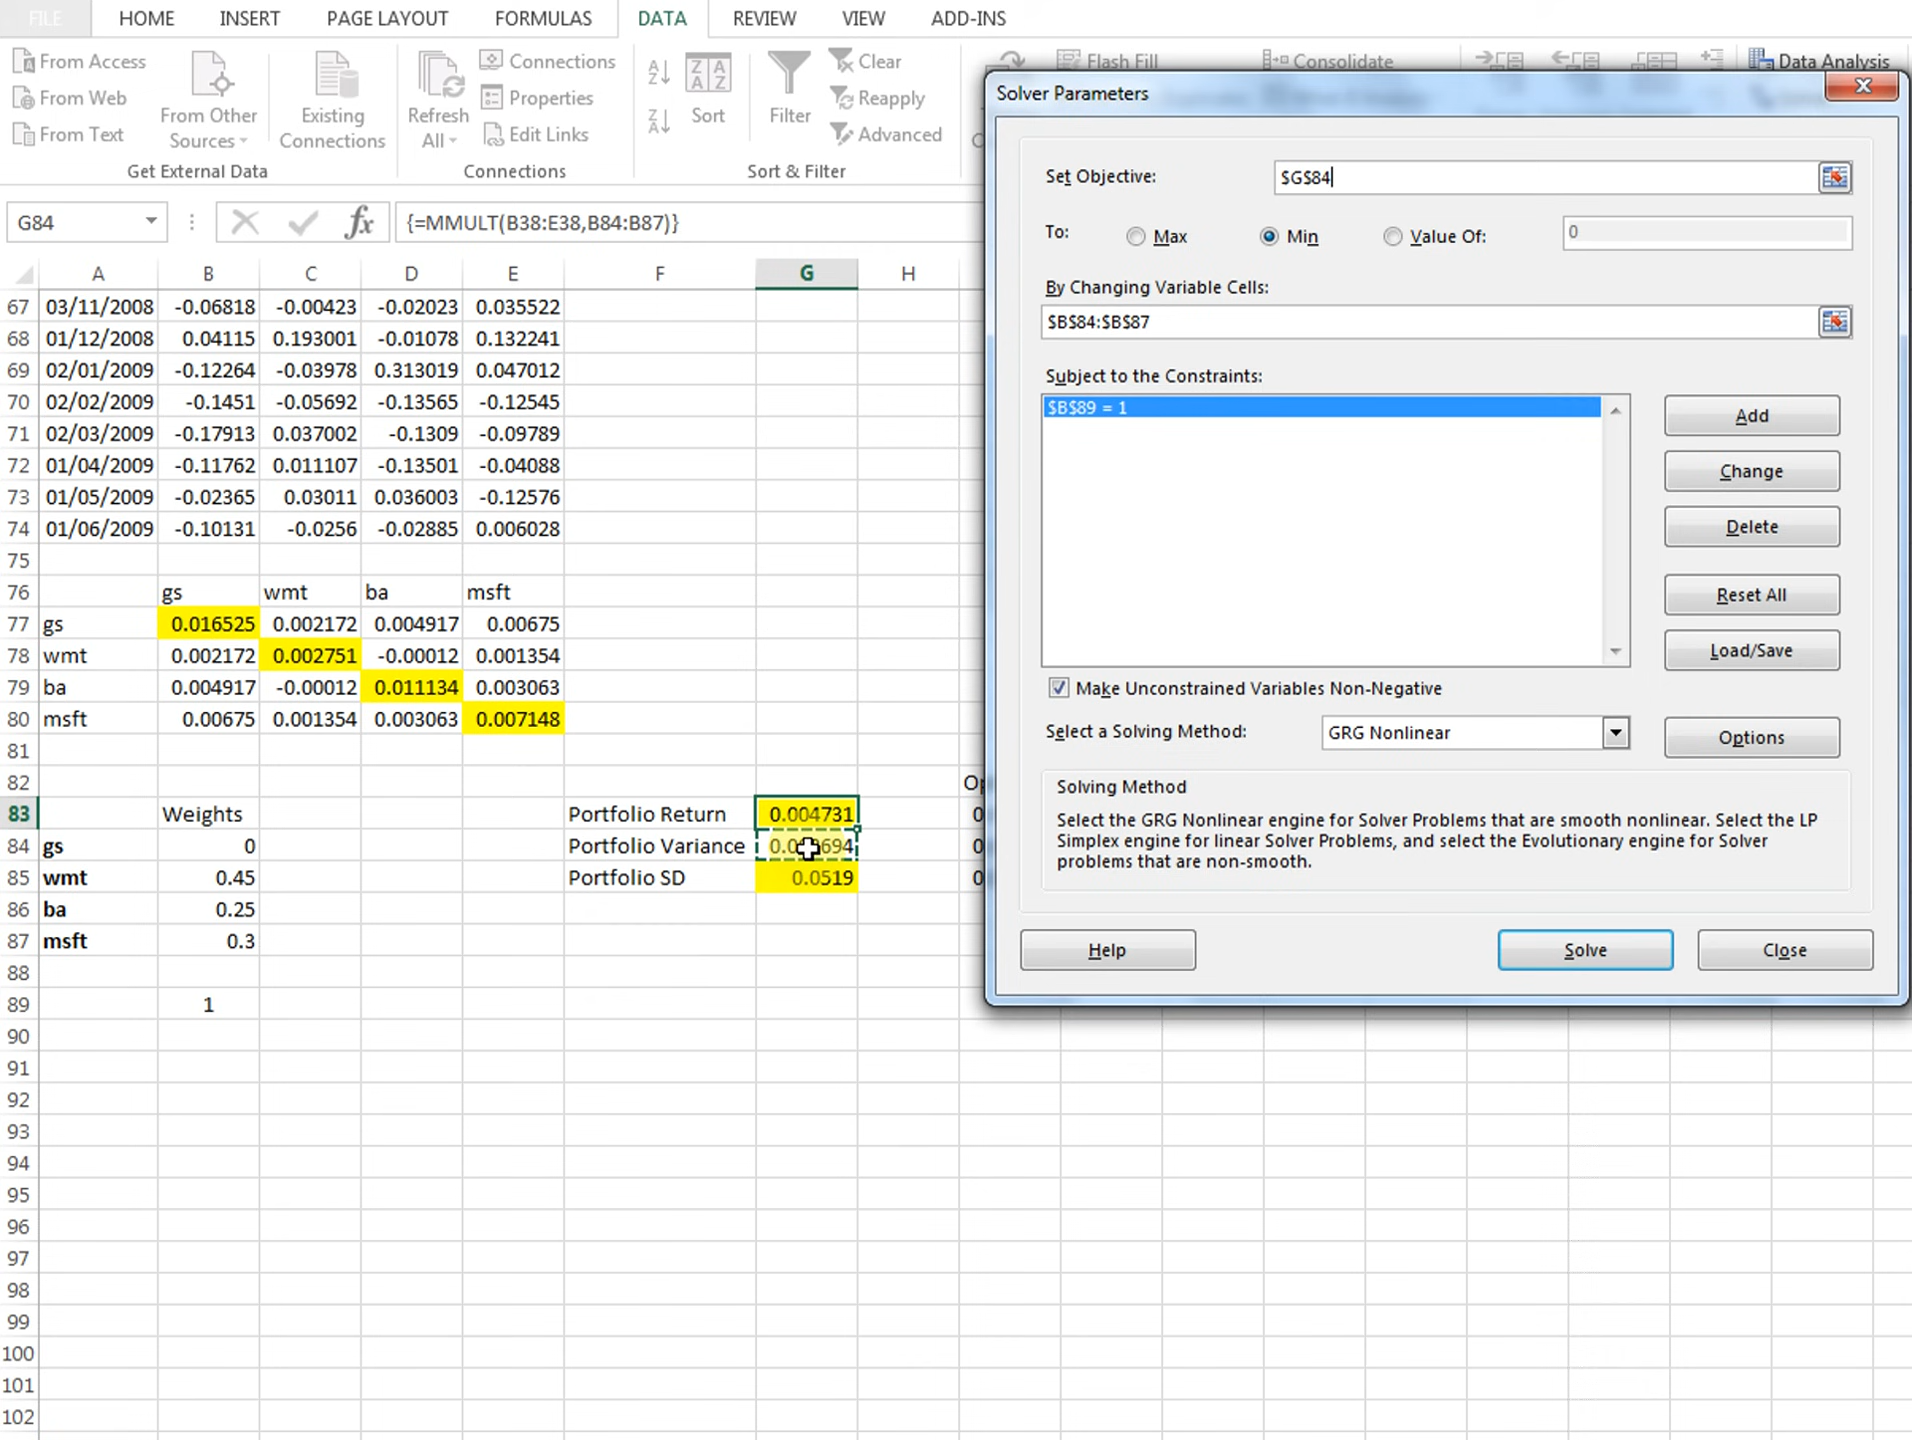 FILE HOME INSERT PAGE LAYOUT FORMULAS DATA REVIEW VIEW ADD-INS
From Access
From Web
From Text
From Other
Sources
Existing
Connections
Get External Data
Refresh
All
Connections
Properties
Edit Links
Connections
Sort
Filter
Clear
Reapply
Advanced
Sort & Filter
Flash Fill
Consolidate
Data Analysis
G84 fx {=MMULT(B38:E38,B84:B87)}
A B C D E F G H
67 03/11/2008 -0.06818 -0.00423 -0.02023 0.035522
68 01/12/2008 0.04115 0.193001 -0.01078 0.132241
69 02/01/2009 -0.12264 -0.03978 0.313019 0.047012
70 02/02/2009 -0.1451 -0.05692 -0.13565 -0.12545
71 02/03/2009 -0.17913 0.037002 -0.1309 -0.09789
72 01/04/2009 -0.11762 0.011107 -0.13501 -0.04088
73 01/05/2009 -0.02365 0.03011 0.036003 -0.12576
74 01/06/2009 -0.10131 -0.0256 -0.02885 0.006028
75
76 gs wmt ba msft
77 gs 0.016525 0.002172 0.004917 0.00675
78 wmt 0.002172 0.002751 -0.00012 0.001354
79 ba 0.004917 -0.00012 0.011134 0.003063
80 msft 0.00675 0.001354 0.003063 0.007148
81
82
83 Weights Portfolio Return 0.004731 0
84 gs 0 Portfolio Variance 0
85 wmt 0.45 Portfolio SD 0.0519 0
86 ba 0.25
87 msft 0.3
88
89 1
90
91
92
93
94
95
96
97
98
99
100
101
102
Solver Parameters
Set Objective: $G$84
To: Max Min Value Of: 0
By Changing Variable Cells:
$B$84:$B$87
Subject to the Constraints:
$B$89 = 1
Add
Change
Delete
Reset All
Load/Save
Make Unconstrained Variables Non-Negative
Select a Solving Method: GRG Nonlinear Options
Solving Method
Select the GRG Nonlinear engine for Solver Problems that are smooth nonlinear. Select the LP
Simplex engine for linear Solver Problems, and select the Evolutionary engine for Solver
problems that are non-smooth.
Help Solve Close